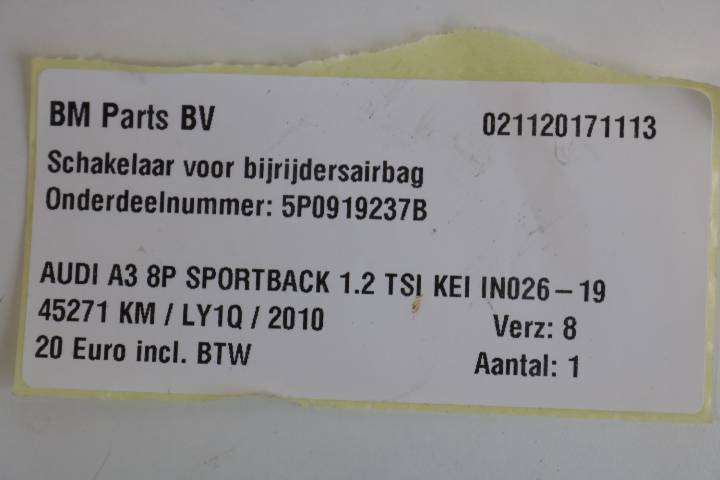 BM Parts BV 021120171113
Schakelaar voor bijrijdersairbag
Onderdeelnummer: 5P0919237B
AUDI A3 8P SPORTBACK 1.2 TSI KEI IN026-19
45271 KM / LY1Q / 2010 Verz: 8
20 Euro incl. BTW Aantal: 1